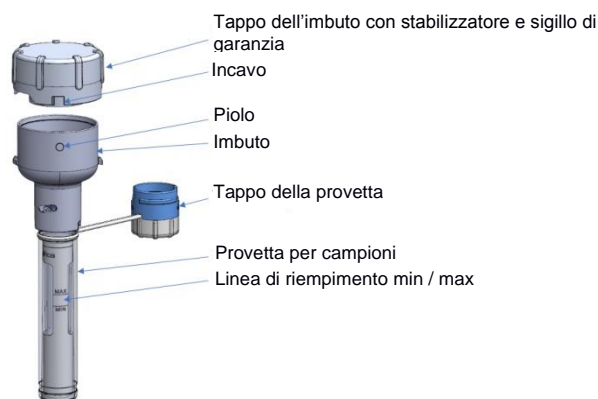 Tappo dell'imbuto con stabilizzatore e sigillo di
garanzia
Incavo
Piolo
Imbuto
Tappo della provetta
Provetta per campioni
Linea di riempimento min / max
MAX
MIN